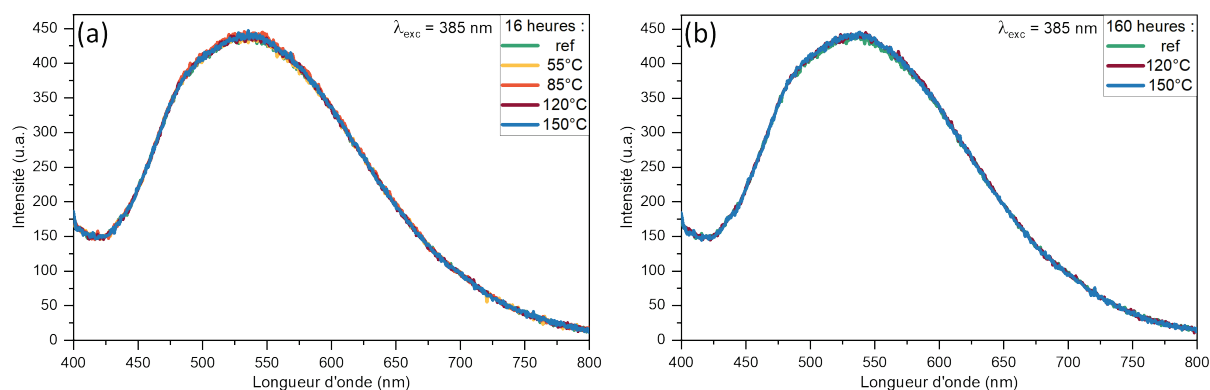 (a)
λexc = 385 nm
16 heures :
ref
55°C
85°C
120°C
150°C
Intensité (u.a.)
450
400
350
300
250
200
150
100
50
0
400 450 500 550 600 650 700 750 800
Longueur d'onde (nm)
(b)
λexc = 385 nm
160 heures :
ref
120°C
150°C
Intensité (u.a.)
450
400
350
300
250
200
150
100
50
0
400 450 500 550 600 650 700 750 800
Longueur d'onde (nm)